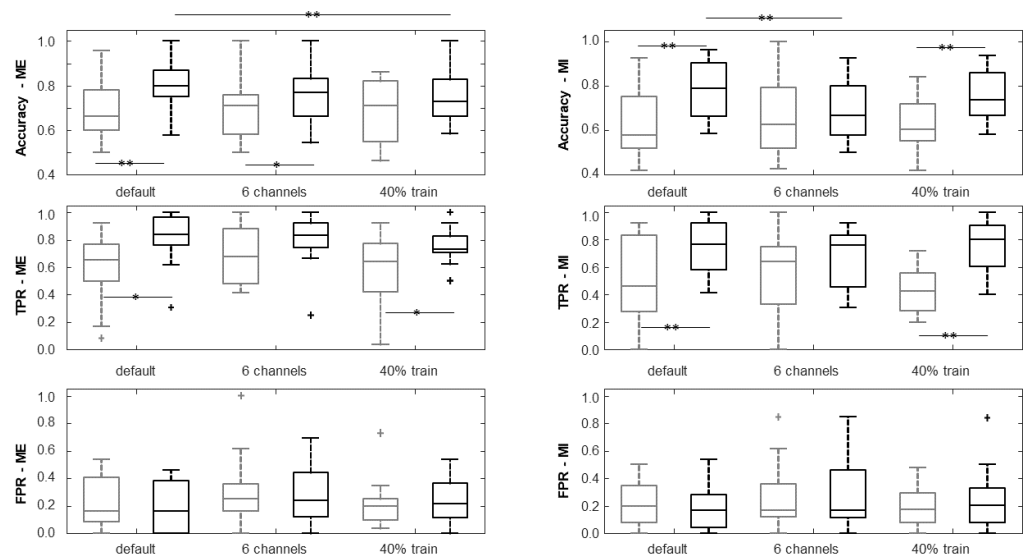 **
Accuracy - ME
1.0
0.8
0.6
0.4
**
*
default
6 channels
40% train
TPR - ME
1.0
0.8
0.6
0.4
0.2
0.0
*
*
default
6 channels
40% train
FPR - ME
1.0
0.8
0.6
0.4
0.2
0.0
default
6 channels
40% train
**
Accuracy - MI
1.0
0.8
0.6
0.4
**
**
default
6 channels
40% train
TPR - MI
1.0
0.8
0.6
0.4
0.2
0.0
**
**
default
6 channels
40% train
FPR - MI
1.0
0.8
0.6
0.4
0.2
0.0
default
6 channels
40% train